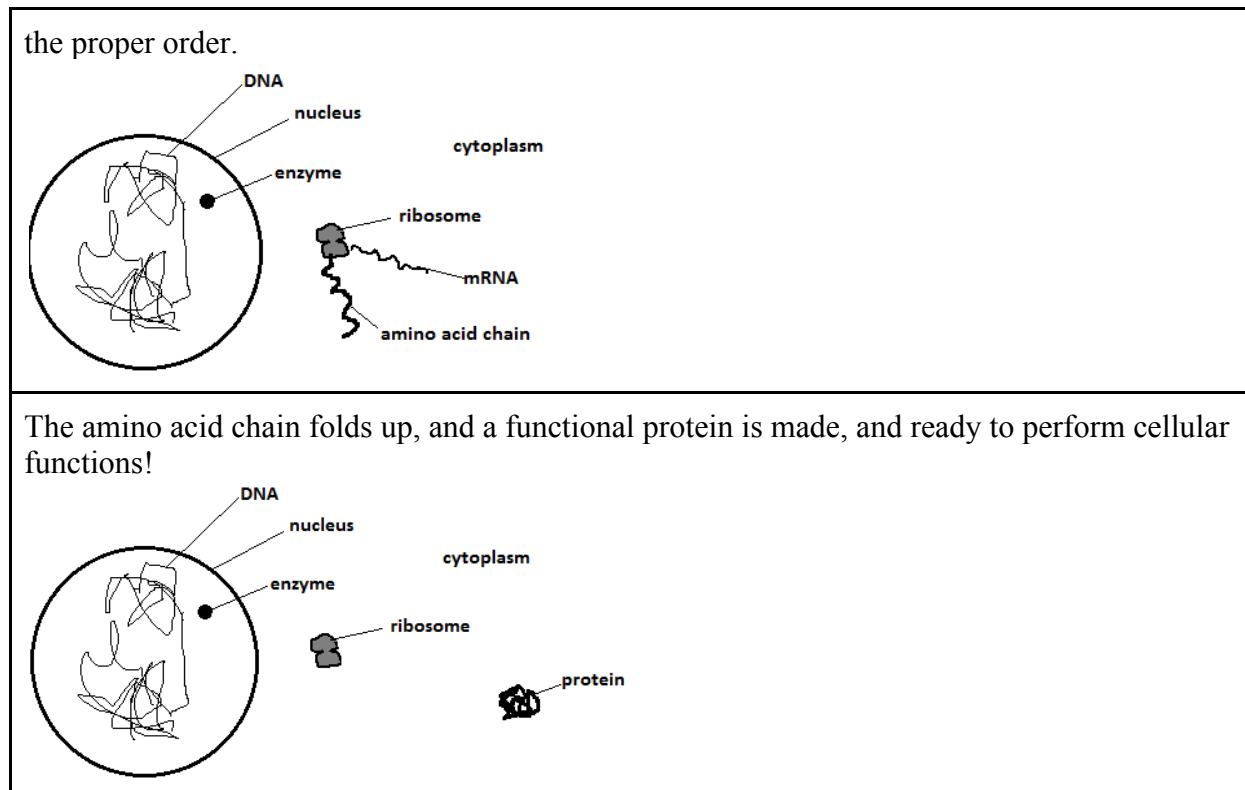 the proper order.
DNA
nucleus
cytoplasm
enzyme
ribosome
mRNA
amino acid chain
The amino acid chain folds up, and a functional protein is made, and ready to perform cellular
functions!
DNA
nucleus
cytoplasm
enzyme
ribosome
protein